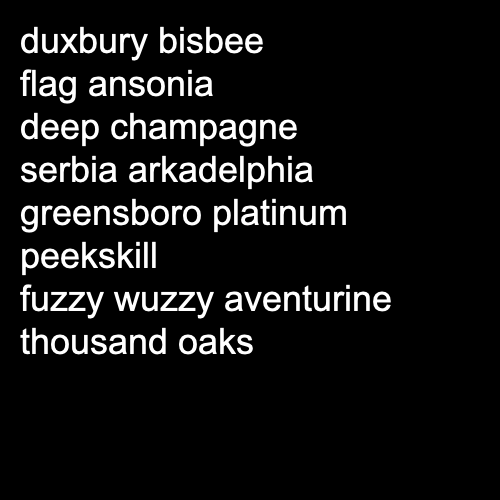 duxbury bisbee
flag ansonia
deep champagne
serbia arkadelphia
greensboro platinum
peekskill
fuzzy wuzzy aventurine
thousand oaks